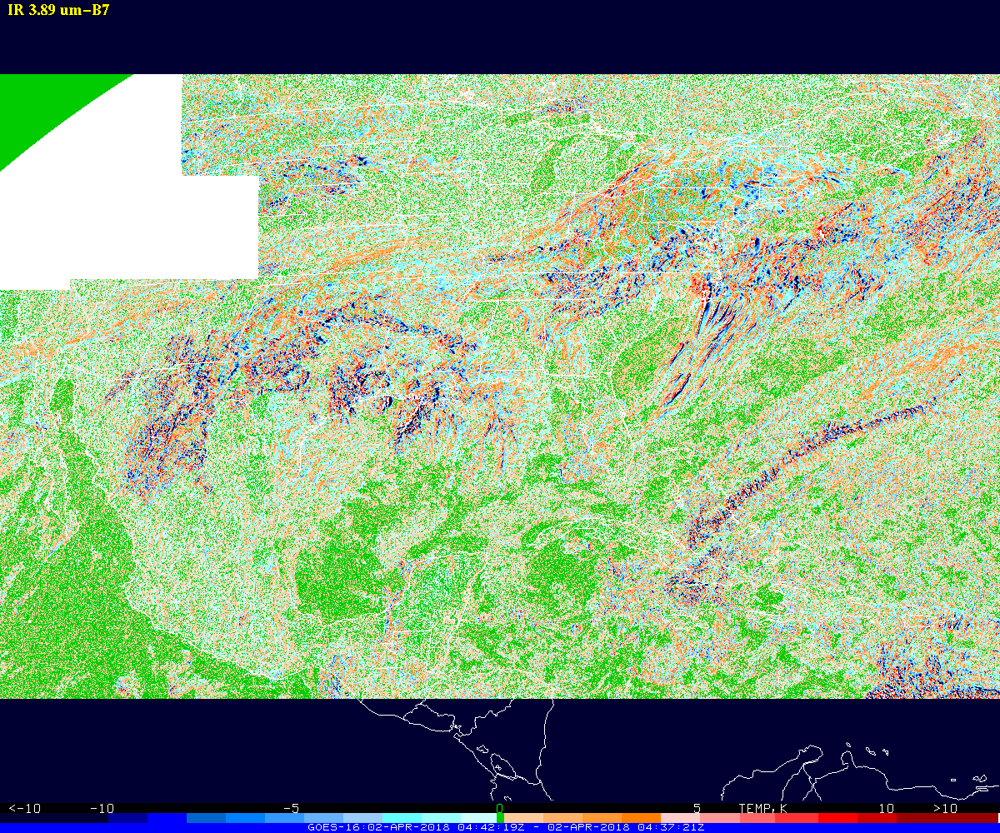 IR 3.89 um-B7
<-10 -10 -5 0 5 TEMP,K 10 >10
GOES-16:02-APR-2018 04:42:19Z - 02-APR-2018 04:37:21Z